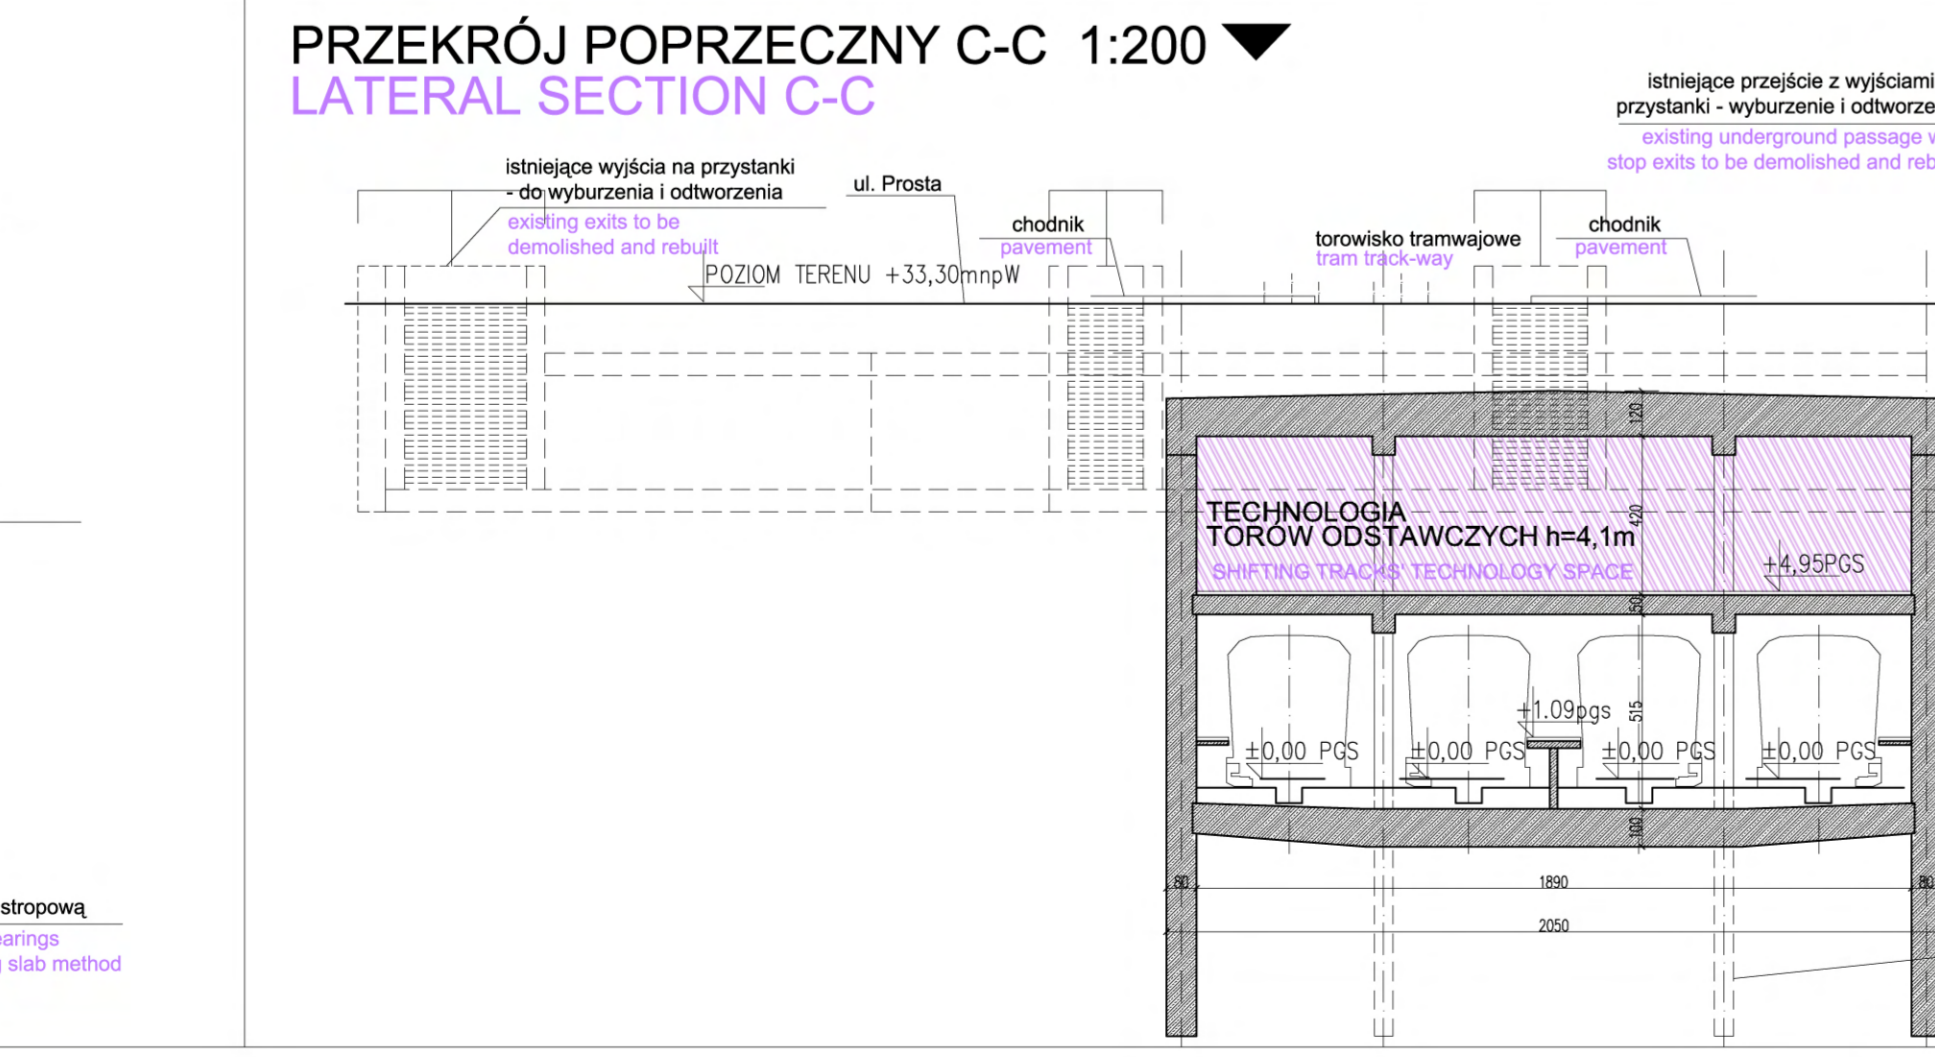 PRZEKRÓJ POPRZECZNY C-C 1:200
LATERAL SECTION C-C
istniejące przejście z wyjściami
przystanki - wyburzenie i odtworze
existing underground passage w
stop exits to be demolished and reb
istniejące wyjścia na przystanki
- do wyburzenia i odtworzenia
existing exits to be
demolished and rebuilt
ul. Prosta
chodnik
pavement
torowisko tramwajowe
tram track-way
chodnik
pavement
POZIOM TERENU +33,30mnpW
120
TECHNOLOGIA
TORÓW ODSTAWCZYCH h=4,1m
SHIFTING TRACKS' TECHNOLOGY SPACE
420
+4,95PGS
50
+1.09pgs
515
±0,00 PGS
±0,00 PGS
±0,00 PGS
±0,00 PGS
100
80
1890
80
2050
stropową
earings
g slab method